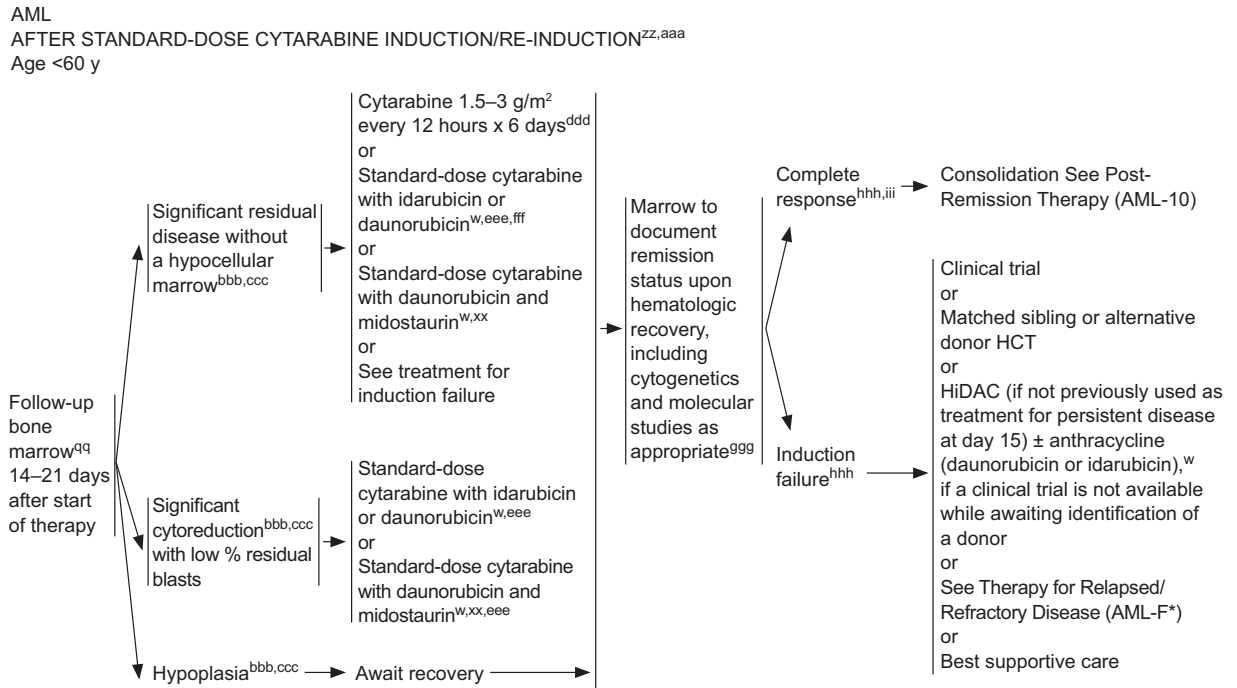 AML
AFTER STANDARD-DOSE CYTARABINE INDUCTION/RE-INDUCTIONzz,aaa
Age <60 y
Follow-up
bone
marrowqq
14–21 days
after start
of therapy
Significant residual
disease without
a hypocellular
marrowbbb,ccc
Cytarabine 1.5–3 g/m2
every 12 hours x 6 daysddd
or
Standard-dose cytarabine
with idarubicin or
daunorubicinw,eee,fff
or
Standard-dose cytarabine
with daunorubicin and
midostaurinw,xx
or
See treatment for
induction failure
Significant
cytoreductionbbb,ccc
with low % residual
blasts
Standard-dose
cytarabine with idarubicin
or daunorubicinw,eee
or
Standard-dose cytarabine
with daunorubicin and
midostaurinw,xx,eee
Hypoplasiabbb,ccc
Await recovery
Marrow to
document
remission
status upon
hematologic
recovery,
including
cytogenetics
and molecular
studies as
appropriateggg
Complete
responsehhh,iii
Consolidation See Post-
Remission Therapy (AML-10)
Induction
failurehhh
Clinical trial
or
Matched sibling or alternative
donor HCT
or
HiDAC (if not previously used as
treatment for persistent disease
at day 15) ± anthracycline
(daunorubicin or idarubicin),w
if a clinical trial is not available
while awaiting identification of
a donor
or
See Therapy for Relapsed/
Refractory Disease (AML-F*)
or
Best supportive care